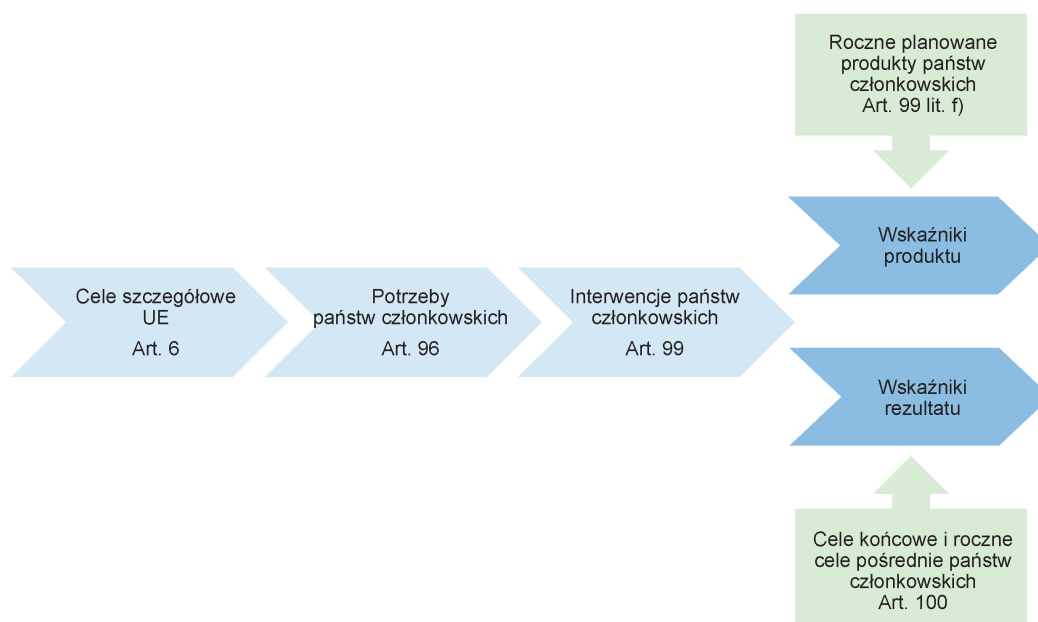 Roczne planowane
produkty państw
członkowskich
Art. 99 lit. f)
Wskaźniki
produktu
Cele szczegółowe
UE
Art. 6
Potrzeby
państw członkowskich
Art. 96
Interwencje państw
członkowskich
Art. 99
Wskaźniki
rezultatu
Cele końcowe i roczne
cele pośrednie państw
członkowskich
Art. 100